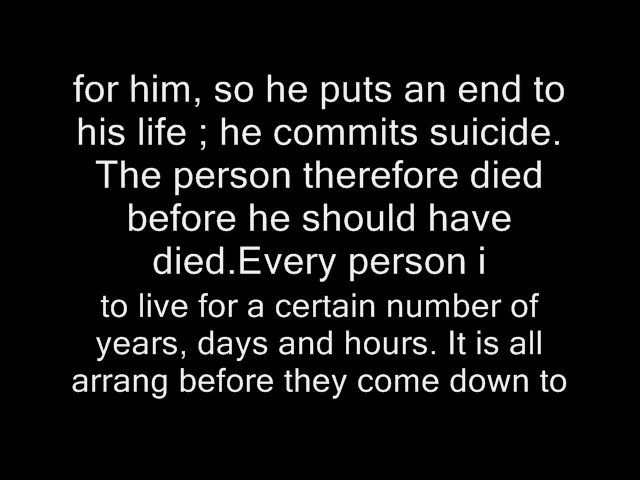 for him, so he puts an end to
his life ; he commits suicide.
The person therefore died
before he should have
died.Every person i
to live for a certain number of
years, days and hours. It is all
arrang before they come down to